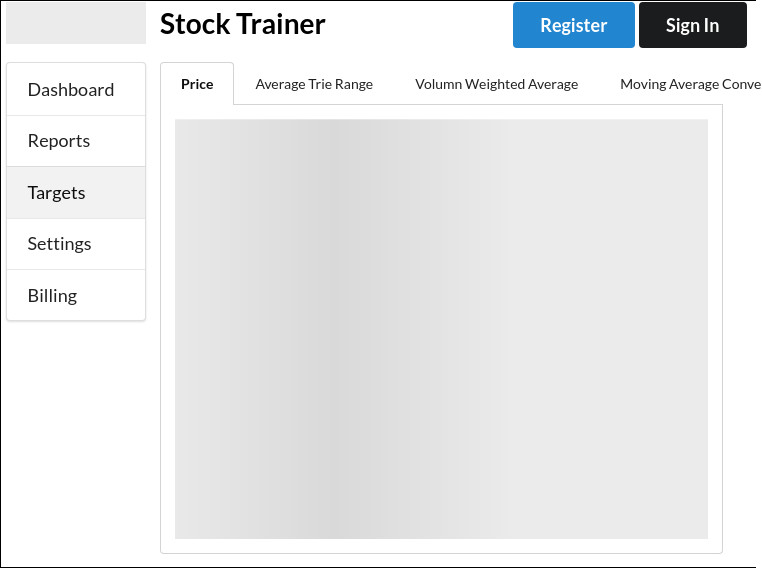 Stock Trainer
Register
Sign In
Dashboard
Reports
Targets
Settings
Billing
Price
Average Trie Range
Volumn Weighted Average
Moving Average Conve